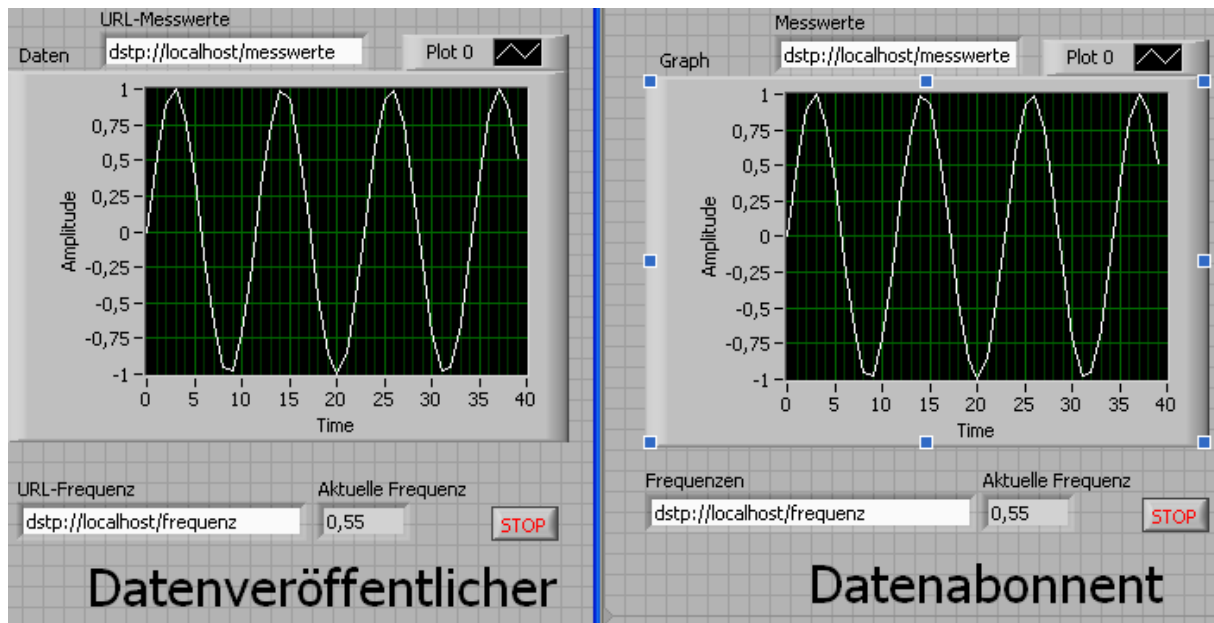 URL-Messwerte
Daten
dstp://localhost/messwerte
Plot 0
1
0,75
0,5
0,25
0
-0,25
-0,5
-0,75
-1
Amplitude
0 5 10 15 20 25 30 35 40
Time
URL-Frequenz
Aktuelle Frequenz
dstp://localhost/frequenz
0,55
STOP
Datenveröffentlicher
Messwerte
Graph
dstp://localhost/messwerte
Plot 0
1
0,75
0,5
0,25
0
-0,25
-0,5
-0,75
-1
Amplitude
0 5 10 15 20 25 30 35 40
Time
Frequenzen
Aktuelle Frequenz
dstp://localhost/frequenz
0,55
STOP
Datenabonnent